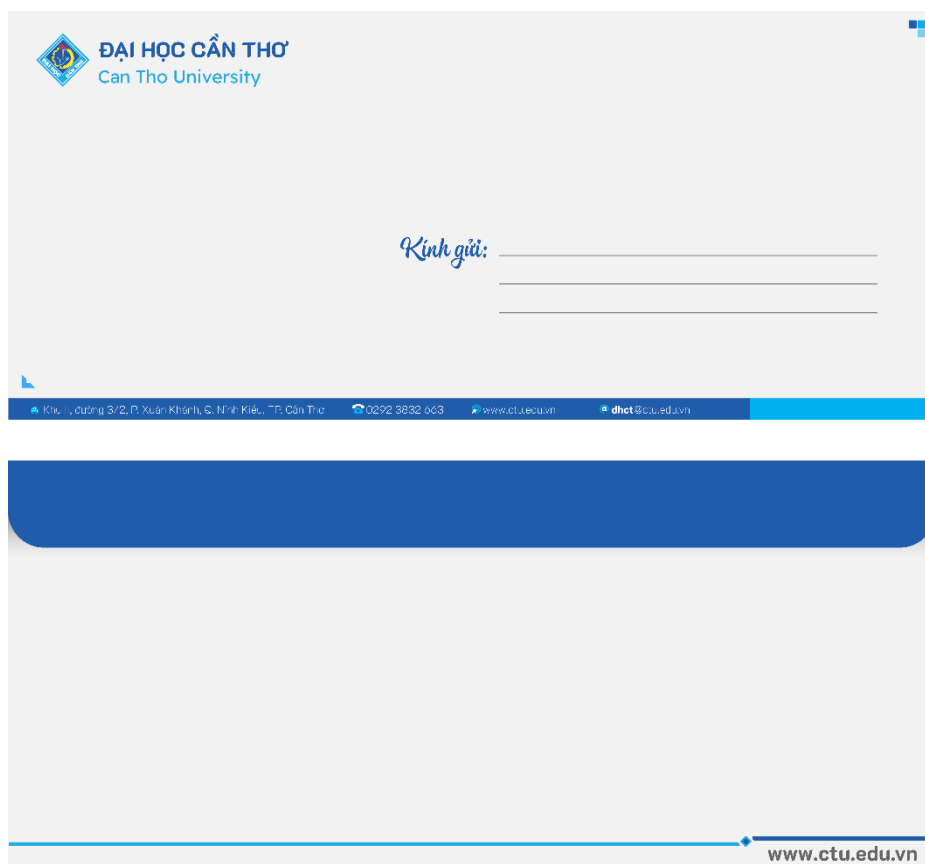 ĐẠI HỌC CẦN THƠ
Can Tho University
Kính gửi:
Khu II, đường 3/2, P. Xuân Khánh, Q. Ninh Kiều, TP. Cần Thơ 0292 3832 663 www.ctu.edu.vn dhct@ctu.edu.vn
www.ctu.edu.vn